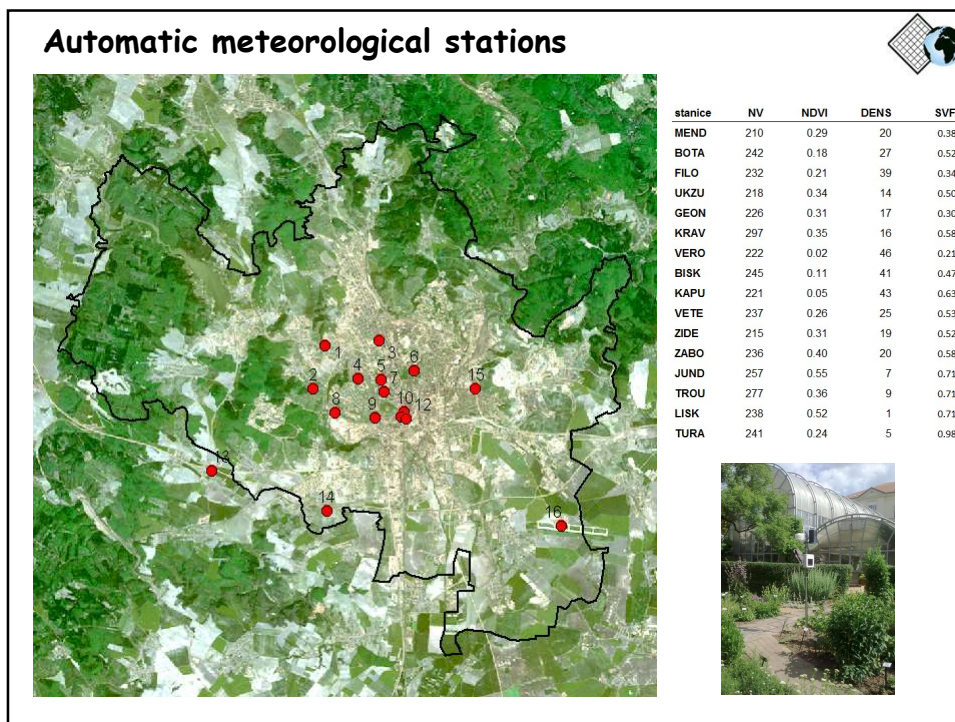 Automatic meteorological stations
stanice NV NDVI DENS SVF
MEND 210 0.29 20 0.38
BOTA 242 0.18 27 0.52
FILO 232 0.21 39 0.34
UKZU 218 0.34 14 0.50
GEON 226 0.31 17 0.30
KRAV 297 0.35 16 0.58
VERO 222 0.02 46 0.21
BISK 245 0.11 41 0.47
KAPU 221 0.05 43 0.63
VETE 237 0.26 25 0.53
ZIDE 215 0.31 19 0.52
ZABO 236 0.40 20 0.58
JUND 257 0.55 7 0.71
TROU 277 0.36 9 0.71
LISK 238 0.52 1 0.71
TURA 241 0.24 5 0.98
1 3
4 5 6
2 7 15
8 9 10 12
13
14 16